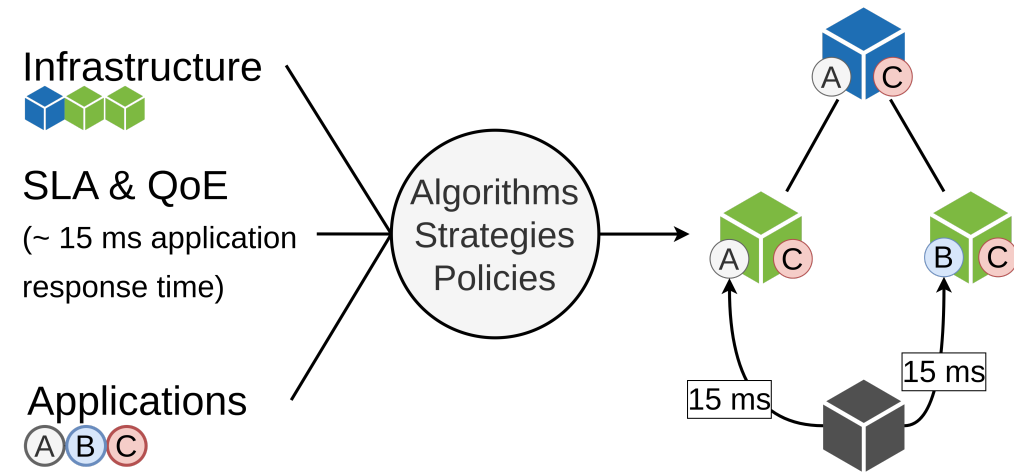 Infrastructure
SLA & QoE
(~ 15 ms application
response time)
Applications
A B C
Algorithms
Strategies
Policies
A C
A C
B C
15 ms
15 ms